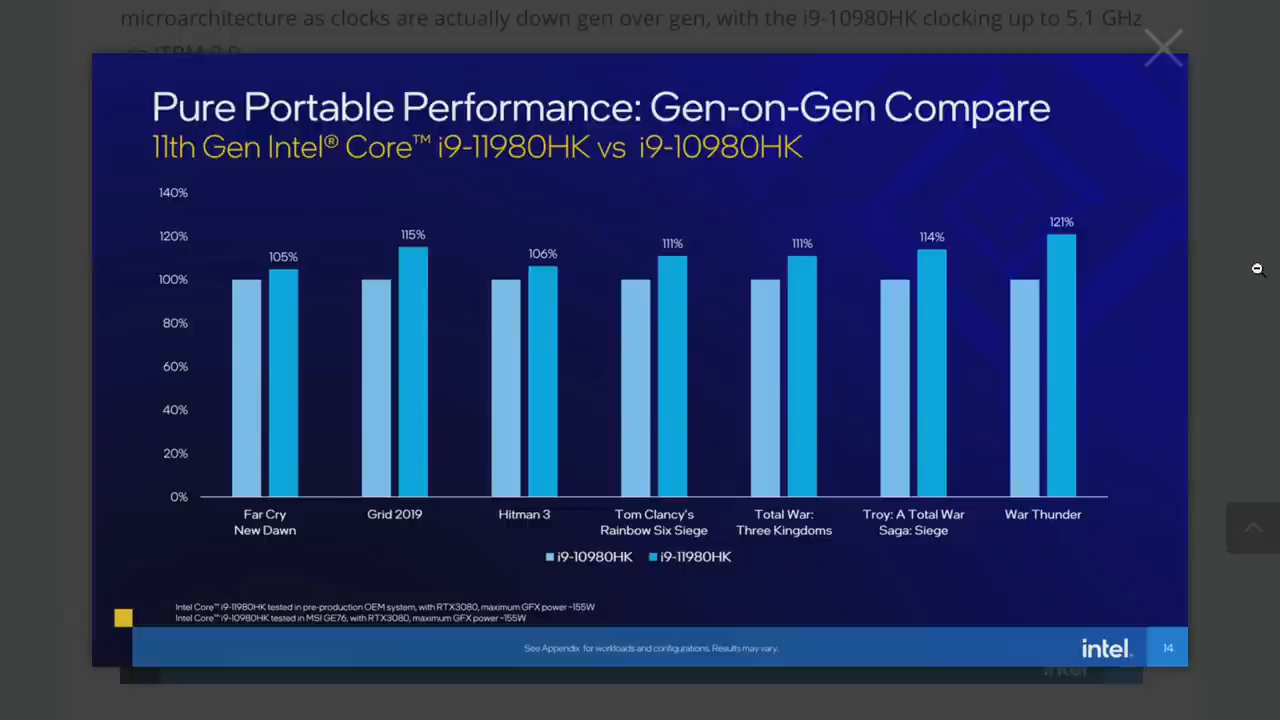 microarchitecture as clocks are actually down gen over gen, with the i9-10980HK clocking up to 5.1 GHz
Pure Portable Performance: Gen-on-Gen Compare
11th Gen Intel® Core™ i9-11980HK vs i9-10980HK
140%
120%
100%
80%
60%
40%
20%
0%
105%
115%
106%
111%
111%
114%
121%
Far Cry
New Dawn
Grid 2019
Hitman 3
Tom Clancy's
Rainbow Six Siege
Total War:
Three Kingdoms
Troy: A Total War
Saga: Siege
War Thunder
i9-10980HK i9-11980HK
Intel Core™ i9-11980HK tested in pre-production OEM system, with RTX3080, maximum GFX power ~155W
Intel Core™ i9-10980HK tested in MSI GE76, with RTX3080, maximum GFX power ~155W
See Appendix for workloads and configurations. Results may vary.
intel.
14